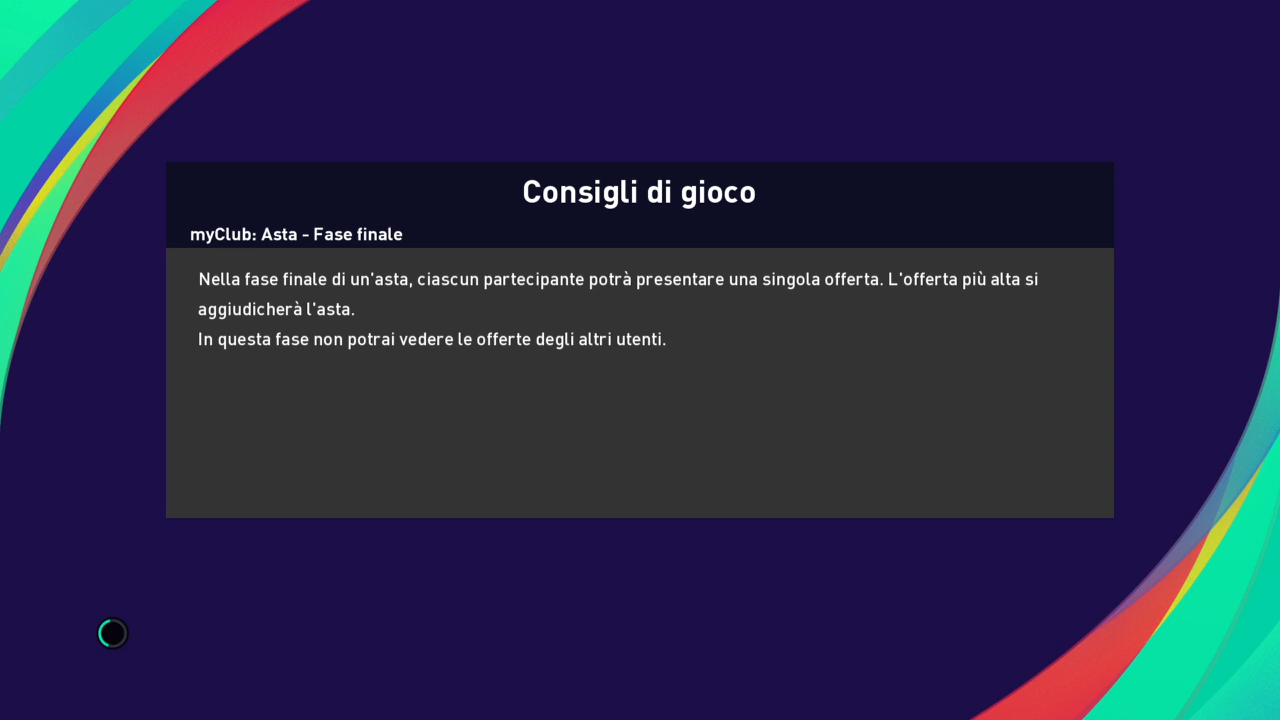 Consigli di gioco
myClub: Asta - Fase finale
Nella fase finale di un'asta, ciascun partecipante potrà presentare una singola offerta. L'offerta più alta si
aggiudicherà l'asta.
In questa fase non potrai vedere le offerte degli altri utenti.